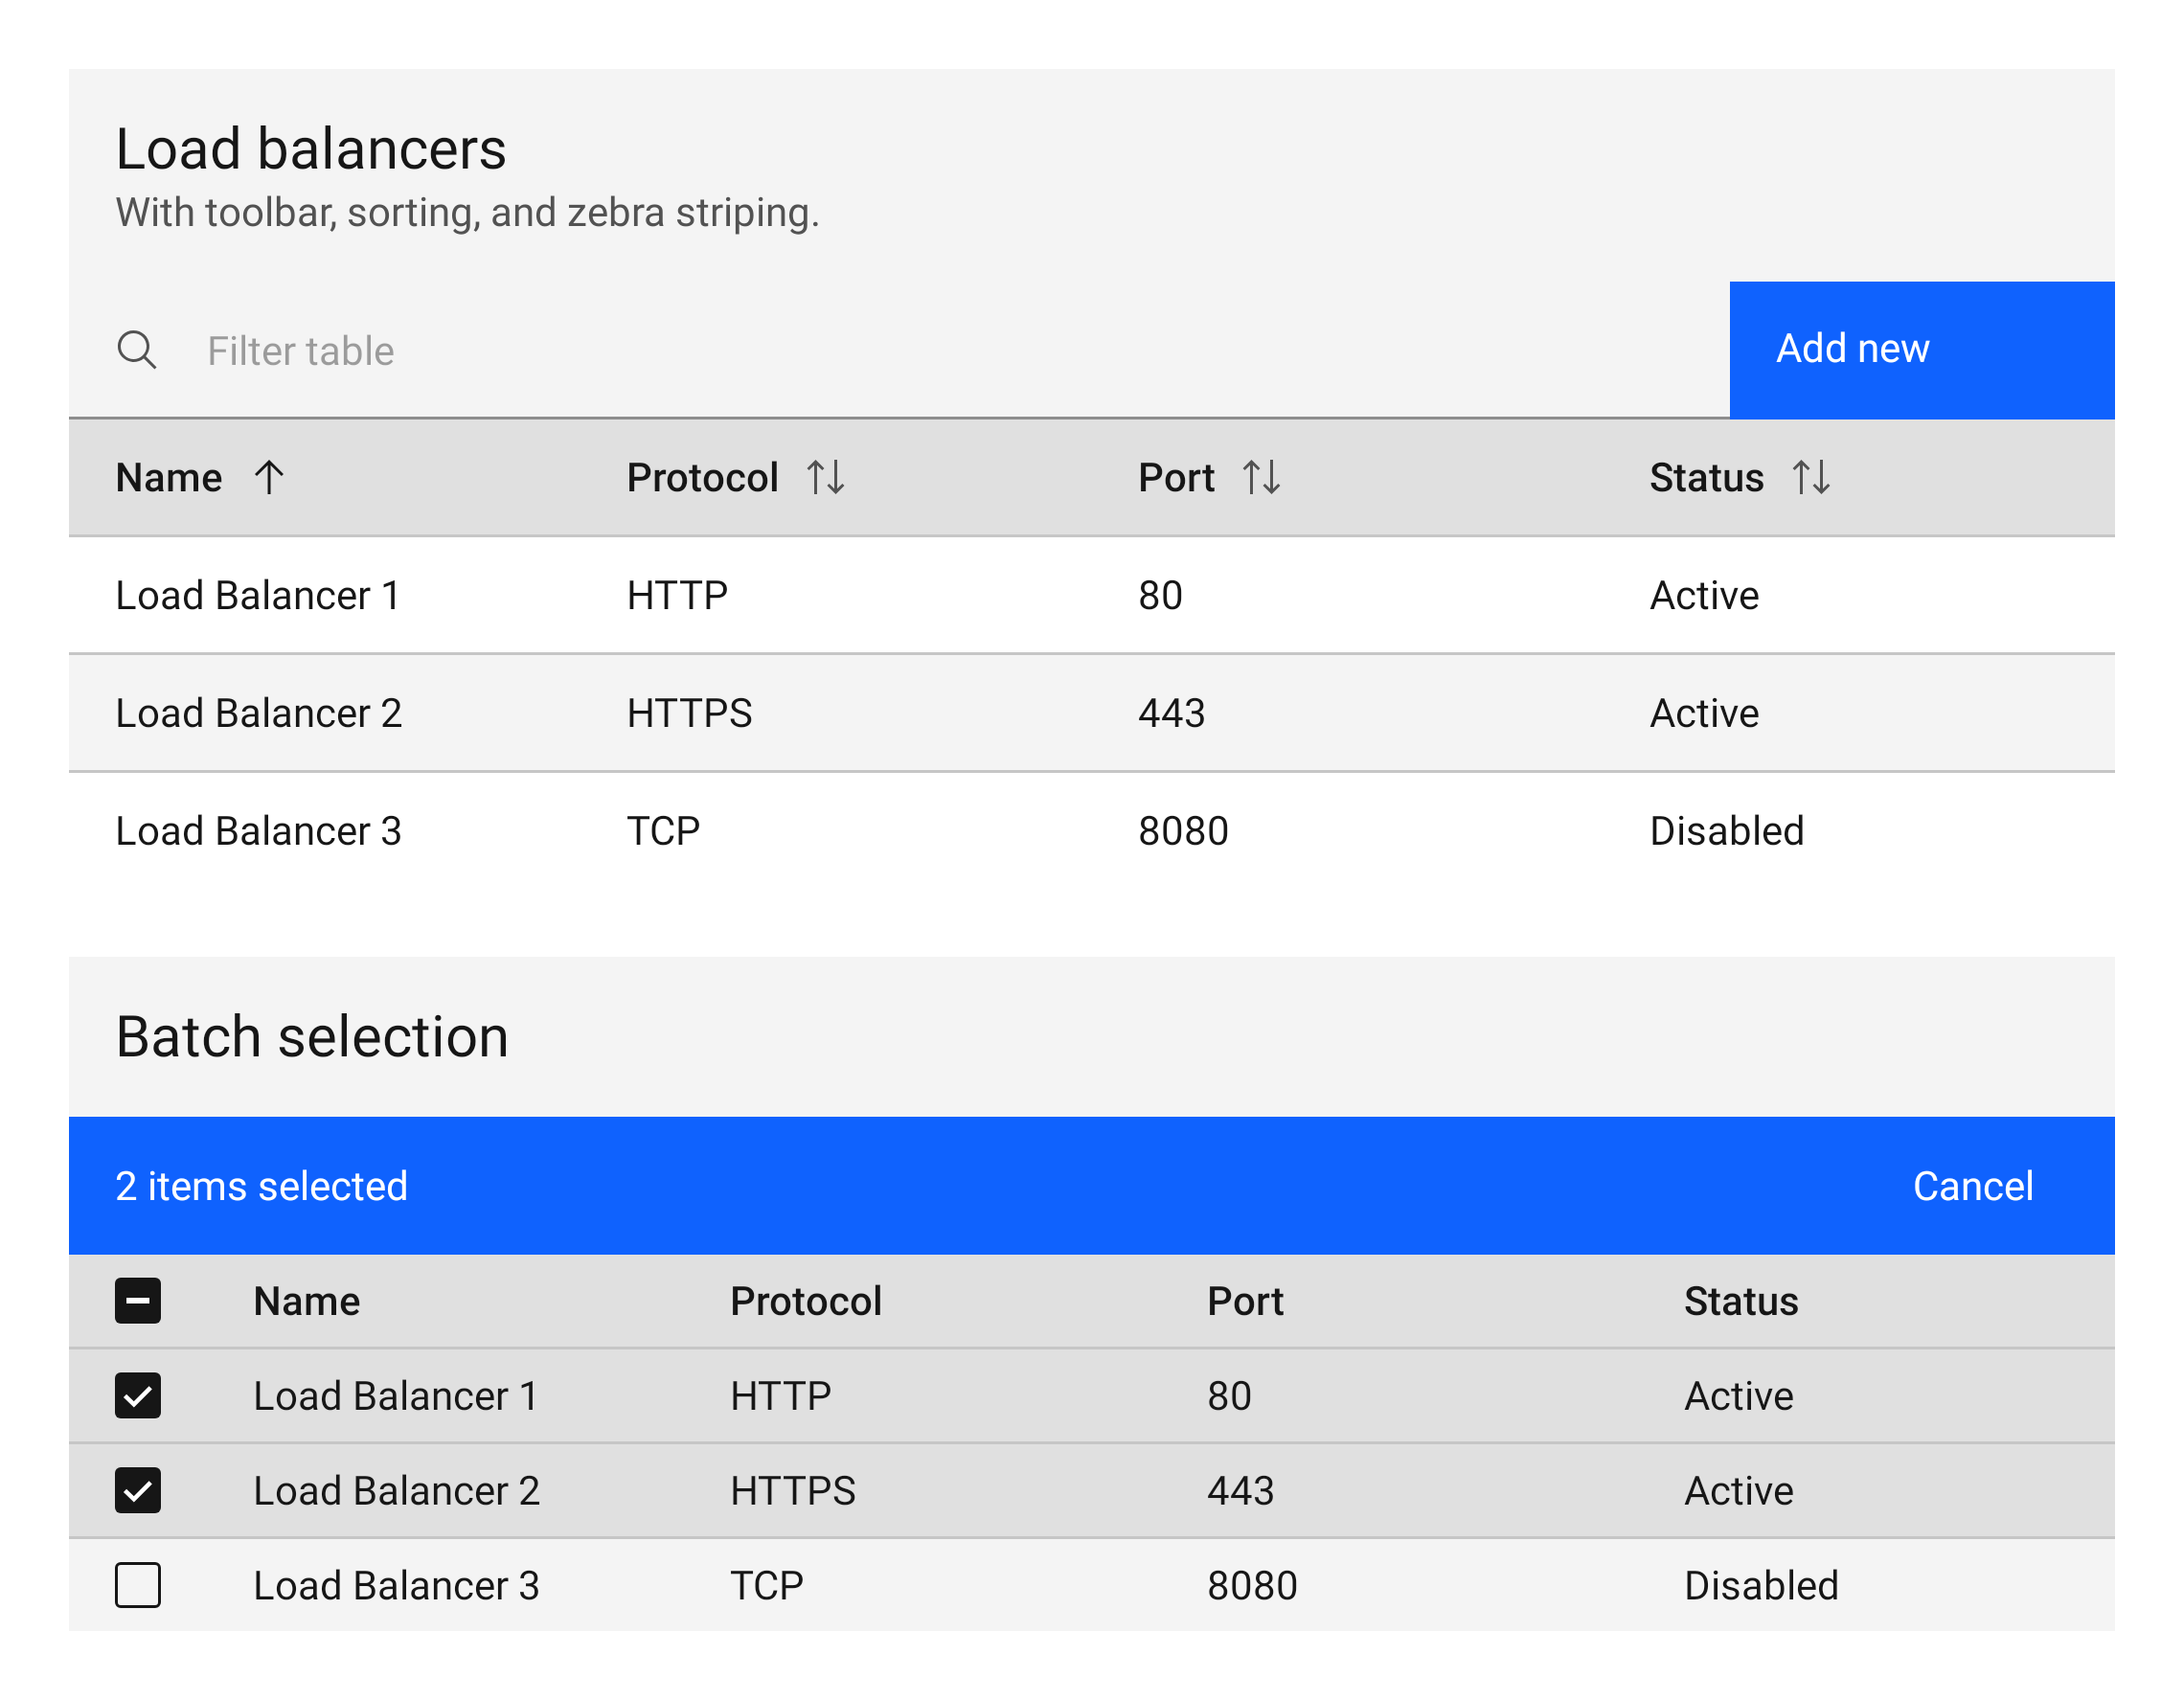 Load balancers
With toolbar, sorting, and zebra striping.
Filter table
Add new
Name Protocol Port Status
Load Balancer 1 HTTP 80 Active
Load Balancer 2 HTTPS 443 Active
Load Balancer 3 TCP 8080 Disabled
Batch selection
2 items selected Cancel
Name Protocol Port Status
Load Balancer 1 HTTP 80 Active
Load Balancer 2 HTTPS 443 Active
Load Balancer 3 TCP 8080 Disabled